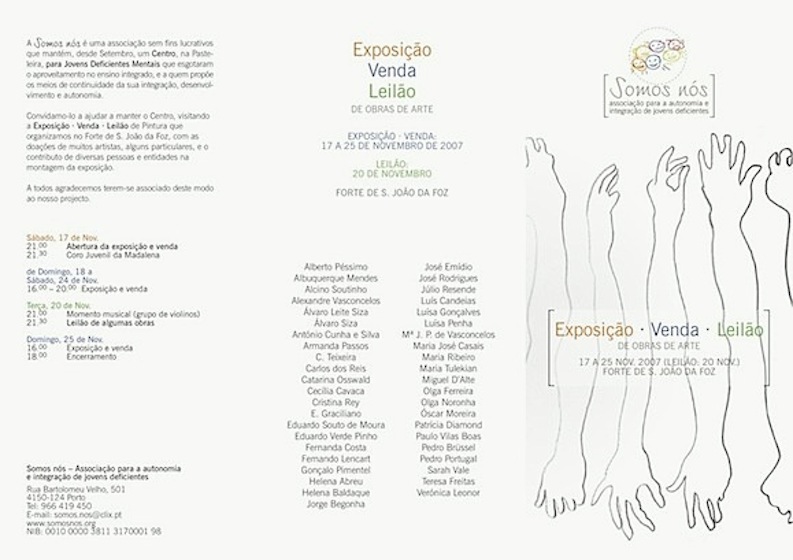 A Somos nós é uma associação sem fins lucrativos
que mantém, desde Setembro, um Centro, na Paste-
leira, para Jovens Deficientes Mentais que esgotaram
o aproveitamento no ensino integrado, e a quem propõe
os meios de continuidade da sua integração, desenvol-
vimento e autonomia.
Convidamo-lo a ajudar a manter o Centro, visitando
a Exposição · Venda · Leilão de Pintura que
organizamos no Forte de S. João da Foz, com as
doações de muitos artistas, alguns particulares, e o
contributo de diversas pessoas e entidades na
montagem da exposição.
A todos agradecemos terem-se associado deste modo
ao nosso projecto.
Sábado, 17 de Nov.
21.00 Abertura da exposição e venda
21.30 Coro Juvenil da Madalena
de Domingo, 18 a
Sábado, 24 de Nov.
16.00 – 20.00 Exposição e venda
Terça, 20 de Nov.
21.00 Momento musical (grupo de violinos)
21.30 Leilão de algumas obras
Domingo, 25 de Nov.
16.00 Exposição e venda
18.00 Encerramento
Somos nós – Associação para a autonomia
e integração de jovens deficientes
Rua Bartolomeu Velho, 501
4150-124 Porto
Tel: 966 419 450
E-mail: somos.nos@clix.pt
www.somosnos.org
NIB: 0010 0000 3811 3170001 98
Exposição
Venda
Leilão
DE OBRAS DE ARTE
EXPOSIÇÃO · VENDA:
17 A 25 DE NOVEMBRO DE 2007
LEILÃO:
20 DE NOVEMBRO
FORTE DE S. JOÃO DA FOZ
Alberto Péssimo
Albuquerque Mendes
Alcino Soutinho
Alexandre Vasconcelos
Álvaro Leite Siza
Álvaro Siza
António Cunha e Silva
Armanda Passos
C. Teixeira
Carlos dos Reis
Catarina Osswald
Cecília Cavaca
Cristina Rey
E. Graciliano
Eduardo Souto de Moura
Eduardo Verde Pinho
Fernanda Costa
Fernando Lencart
Gonçalo Pimentel
Helena Abreu
Helena Baldaque
Jorge Begonha
José Emídio
José Rodrigues
Júlio Resende
Luís Candeias
Luísa Gonçalves
Luísa Penha
Mª J. P. de Vasconcelos
Maria José Casais
Maria Ribeiro
Maria Tulekian
Miguel D'Alte
Olga Ferreira
Olga Noronha
Óscar Moreira
Patrícia Diamond
Paulo Vilas Boas
Pedro Brüssel
Pedro Portugal
Sarah Vale
Teresa Freitas
Verónica Leonor
Somos nós
associação para a autonomia e
integração de jovens deficientes
Exposição · Venda · Leilão
DE OBRAS DE ARTE
17 A 25 NOV. 2007 (LEILÃO: 20 NOV.)
FORTE DE S. JOÃO DA FOZ